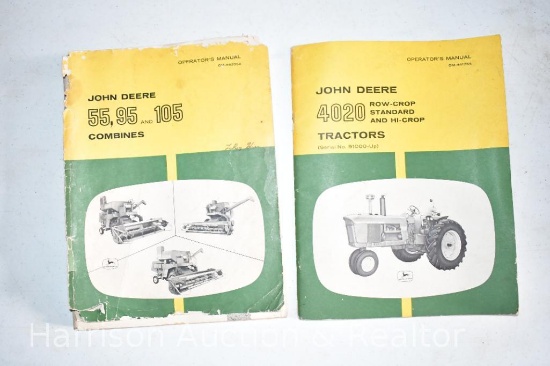 OPERATOR'S MANUAL
JOHN DEERE
55, 95 AND 105
COMBINES
OPERATOR'S MANUAL
JOHN DEERE
4020 ROW-CROP
STANDARD
AND HI-CROP
TRACTORS
Harrison Auction & Realtor